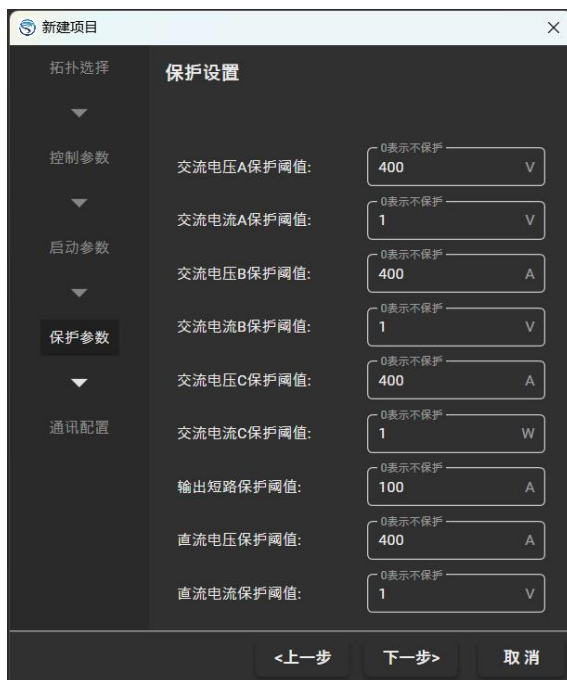 新建项目
拓扑选择
保护设置
控制参数
启动参数
保护参数
通讯配置
0表示不保护
交流电压A保护阈值: 400 V
0表示不保护
交流电流A保护阈值: 1 V
0表示不保护
交流电压B保护阈值: 400 A
0表示不保护
交流电流B保护阈值: 1 V
0表示不保护
交流电压C保护阈值: 400 A
0表示不保护
交流电流C保护阈值: 1 W
0表示不保护
输出短路保护阈值: 100 A
0表示不保护
直流电压保护阈值: 400 A
0表示不保护
直流电流保护阈值: 1 V
<上一步 下一步> 取消